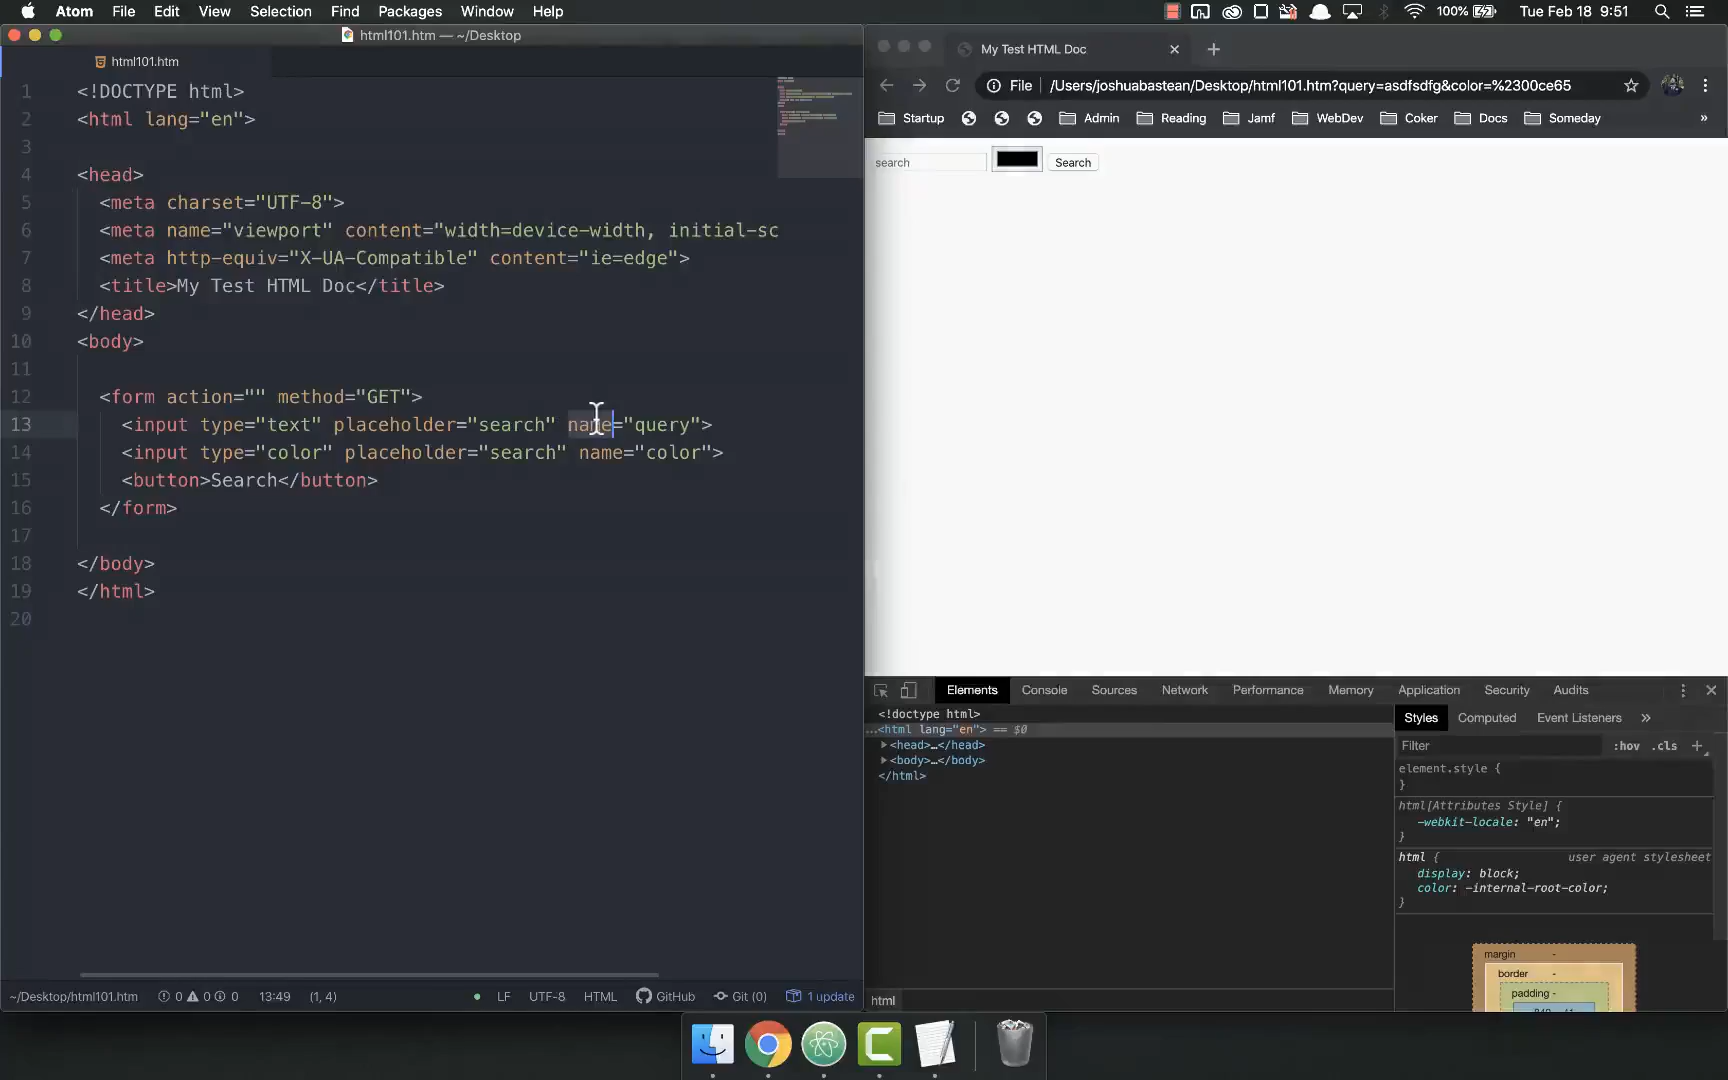 Atom File Edit View Selection Find Packages Window Help 100% Tue Feb 18 9:51
html101.htm — ~/Desktop
html101.htm
1 <!DOCTYPE html>
2 <html lang="en">
3
4 <head>
5 <meta charset="UTF-8">
6 <meta name="viewport" content="width=device-width, initial-sc
7 <meta http-equiv="X-UA-Compatible" content="ie=edge">
8 <title>My Test HTML Doc</title>
9 </head>
10 <body>
11
12 <form action="" method="GET">
13 <input type="text" placeholder="search" name="query">
14 <input type="color" placeholder="search" name="color">
15 <button>Search</button>
16 </form>
17
18 </body>
19 </html>
20
~/Desktop/html101.htm 0 0 0 13:49 (1, 4) LF UTF-8 HTML GitHub Git (0) 1 update
My Test HTML Doc
File /Users/joshuabastean/Desktop/html101.htm?query=asdfsdfg&color=%2300ce65
Startup Admin Reading Jamf WebDev Coker Docs Someday »
search Search
Elements Console Sources Network Performance Memory Application Security Audits
<!doctype html>
...<html lang="en"> == $0
<head>…</head>
<body>…</body>
</html>
html
Styles Computed Event Listeners »
Filter :hov .cls +
element.style {
}
html[Attributes Style] {
-webkit-locale: "en";
}
html { user agent stylesheet
display: block;
color: -internal-root-color;
}
margin -
border -
padding -